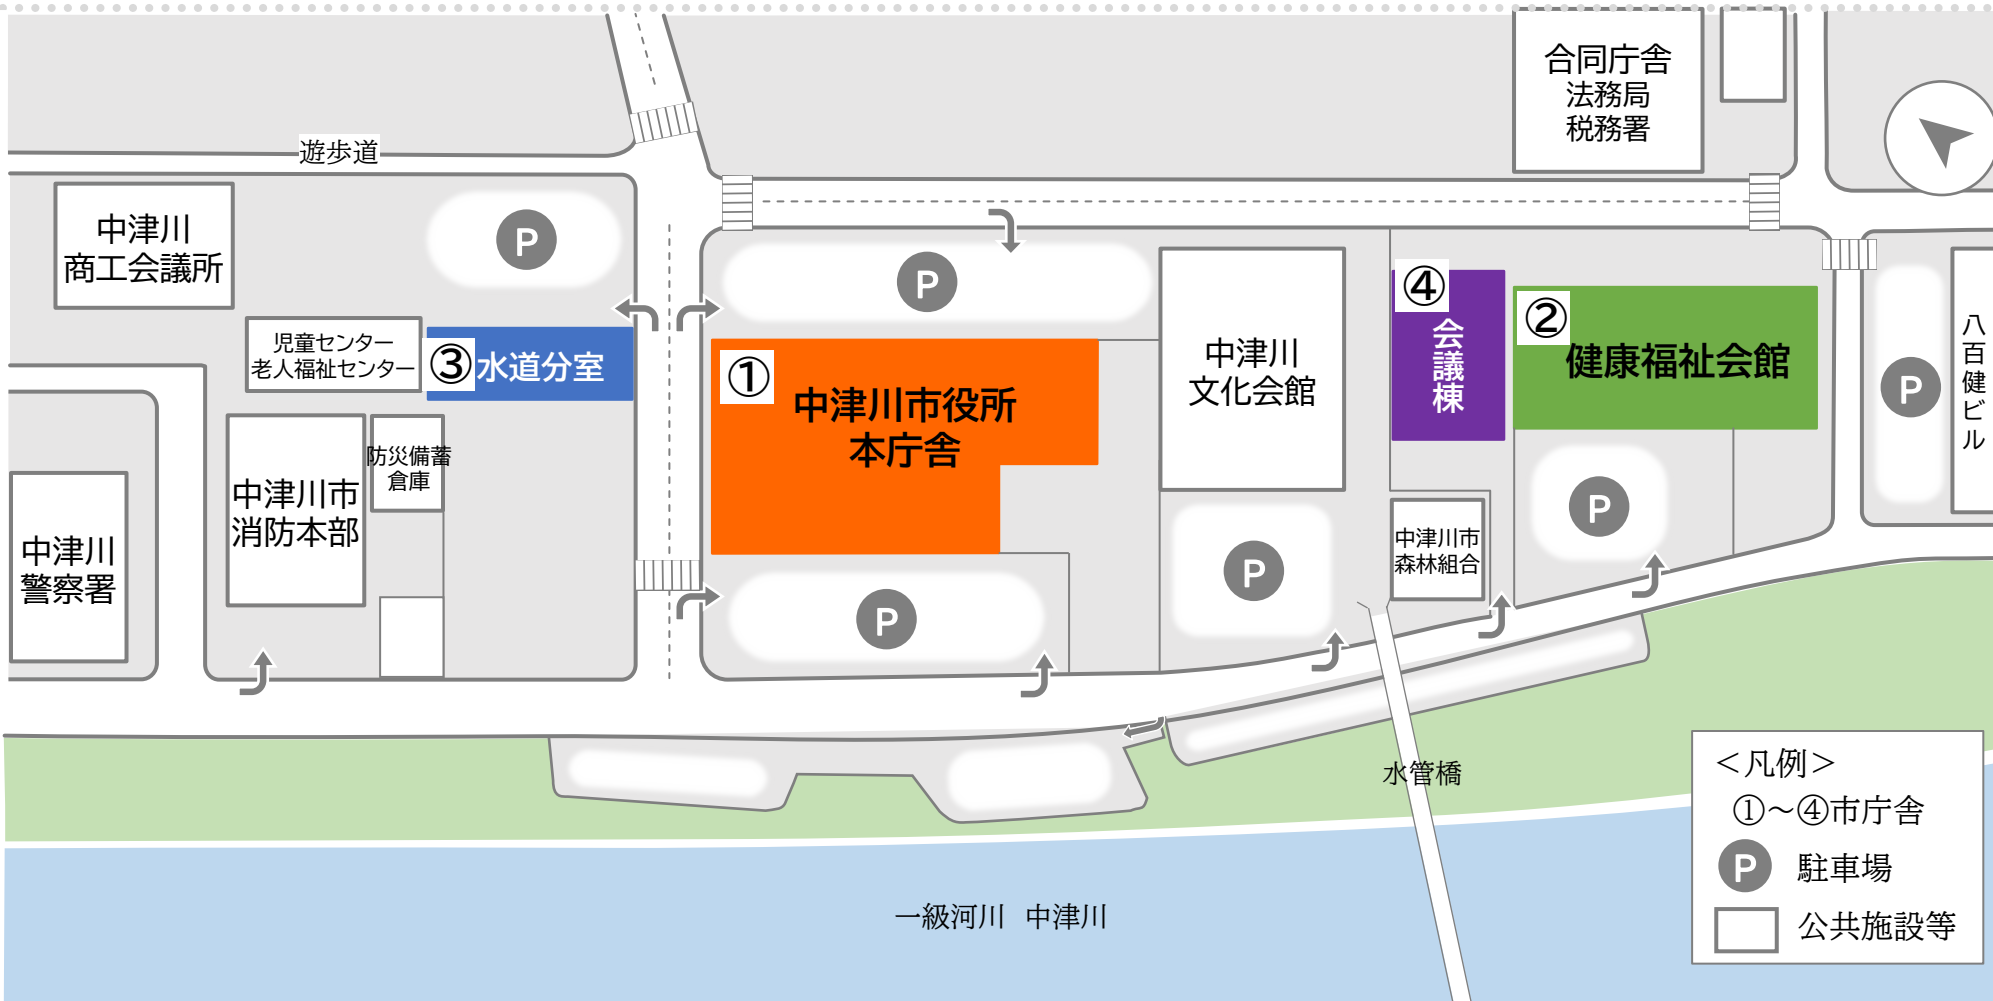 合同庁舎
法務局
税務署
遊歩道
中津川
商工会議所
P
P
児童センター
老人福祉センター
③水道分室
①
中津川市役所
本庁舎
中津川
文化会館
④
会議棟
②
健康福祉会館
P
八百健ビル
防災備蓄
倉庫
中津川市
消防本部
中津川
警察署
P
P
P
中津川市
森林組合
水管橋
一級河川 中津川
＜凡例＞
①～④市庁舎
P 駐車場
公共施設等